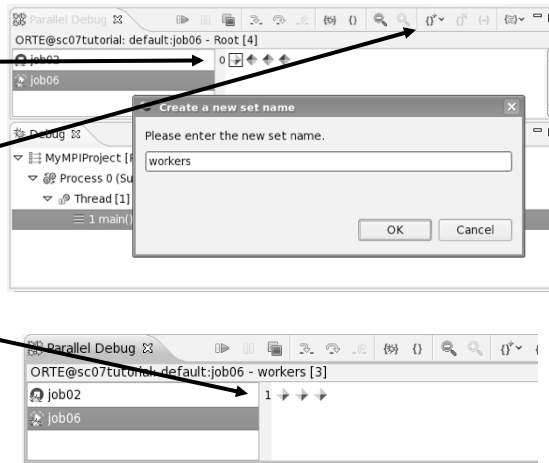 Parallel Debug
ORTE@sc07tutorial: default:job06 - Root [4]
job02
0
job06
Create a new set name
Debug
Please enter the new set name.
MyMPIProject [
workers
Process 0 (Su
Thread [1]
1 main()
OK
Cancel
Parallel Debug
ORTE@sc07tutorial: default:job06 - workers [3]
job02
1
job06